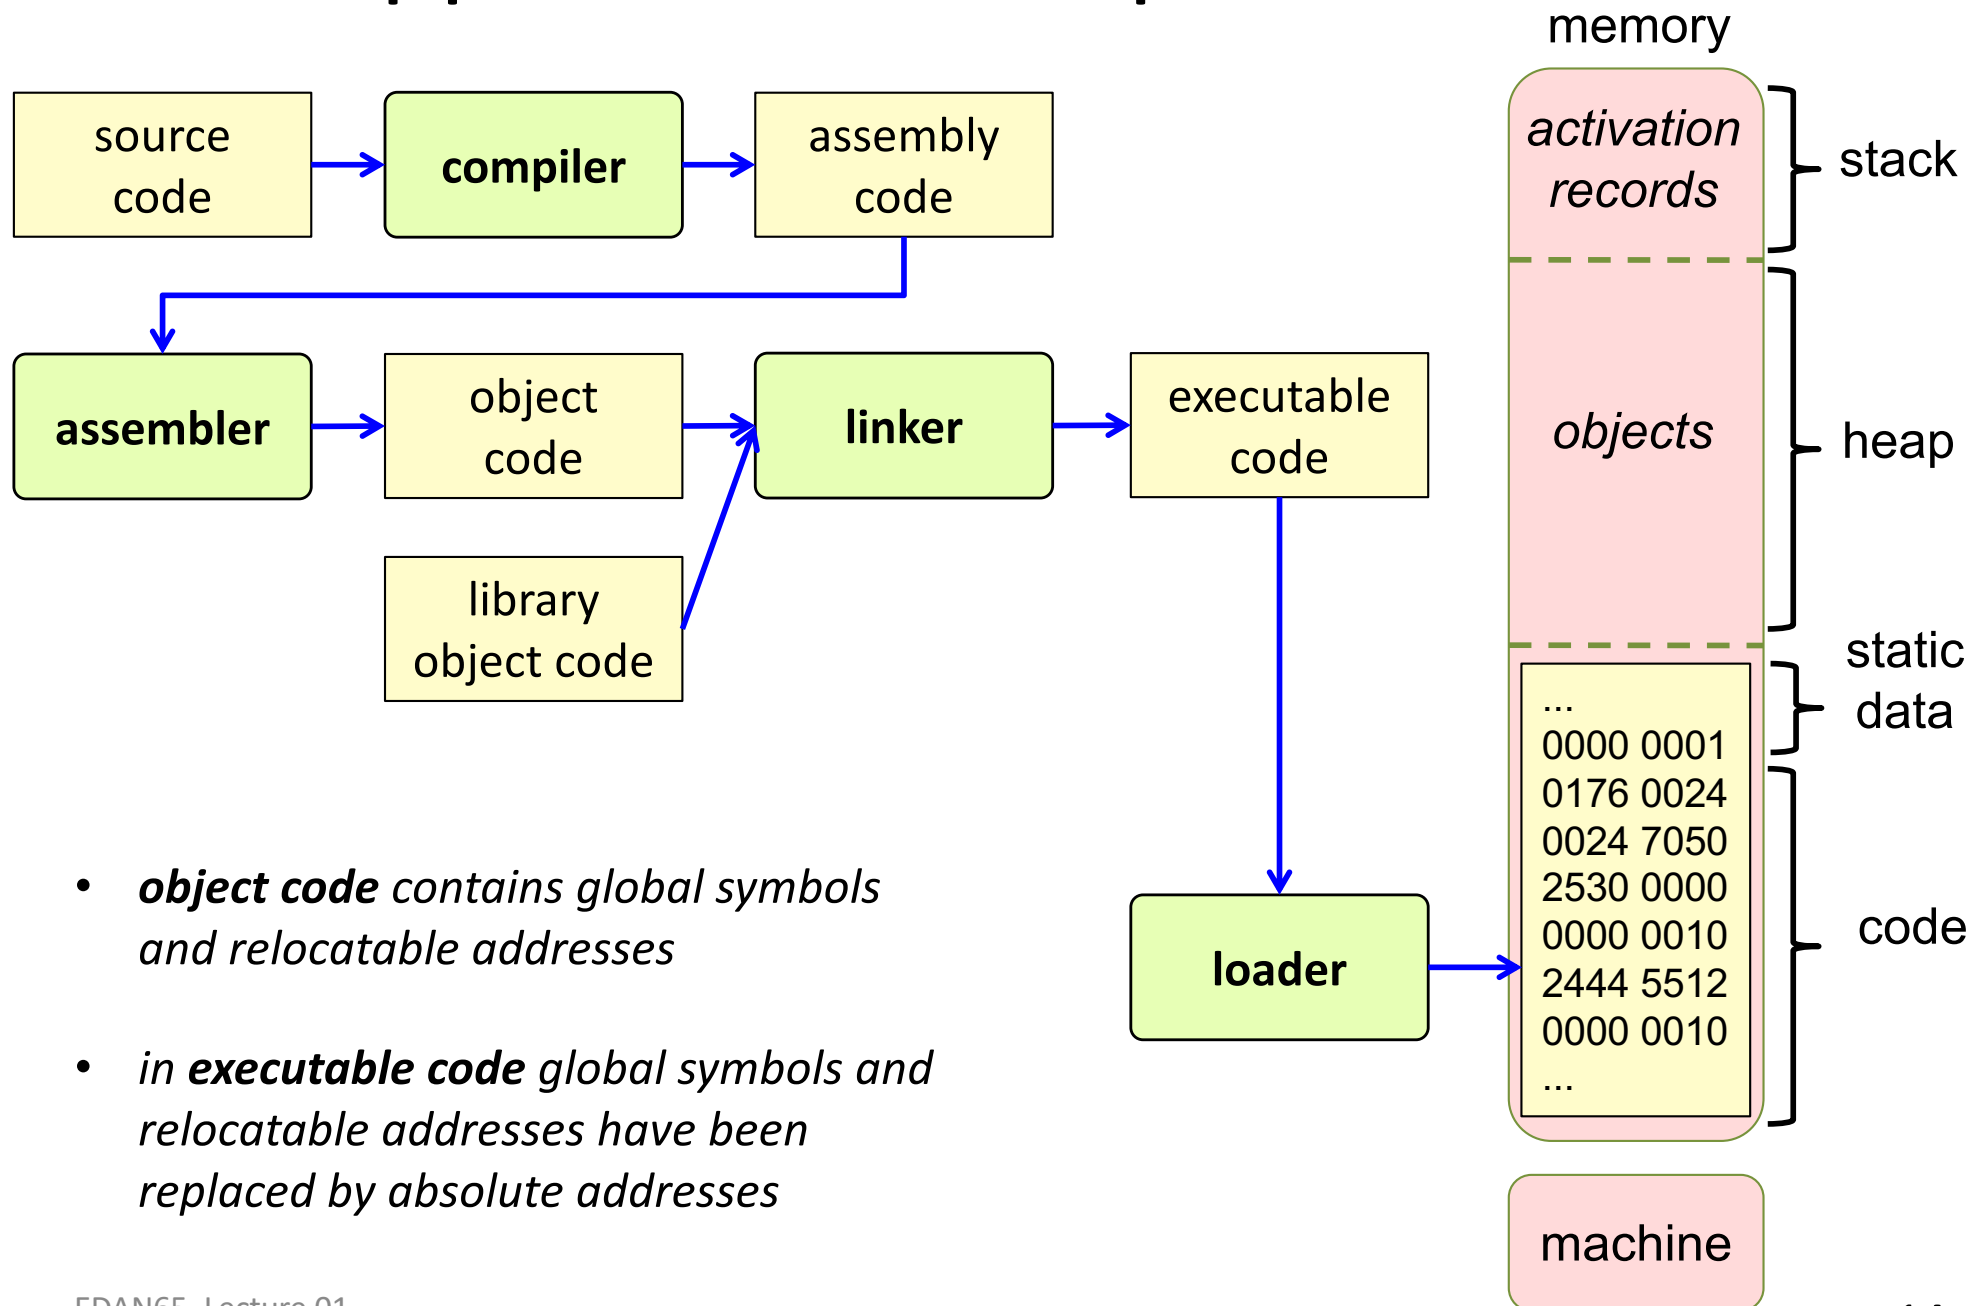 memory
source
code
compiler
assembly
code
activation
records
stack
assembler
object
code
linker
executable
code
objects
heap
library
object code
static
data
...
0000 0001
0176 0024
0024 7050
2530 0000
0000 0010
2444 5512
0000 0010
...
code
loader
• object code contains global symbols
and relocatable addresses
• in executable code global symbols and
relocatable addresses have been
replaced by absolute addresses
machine
Lecture 01